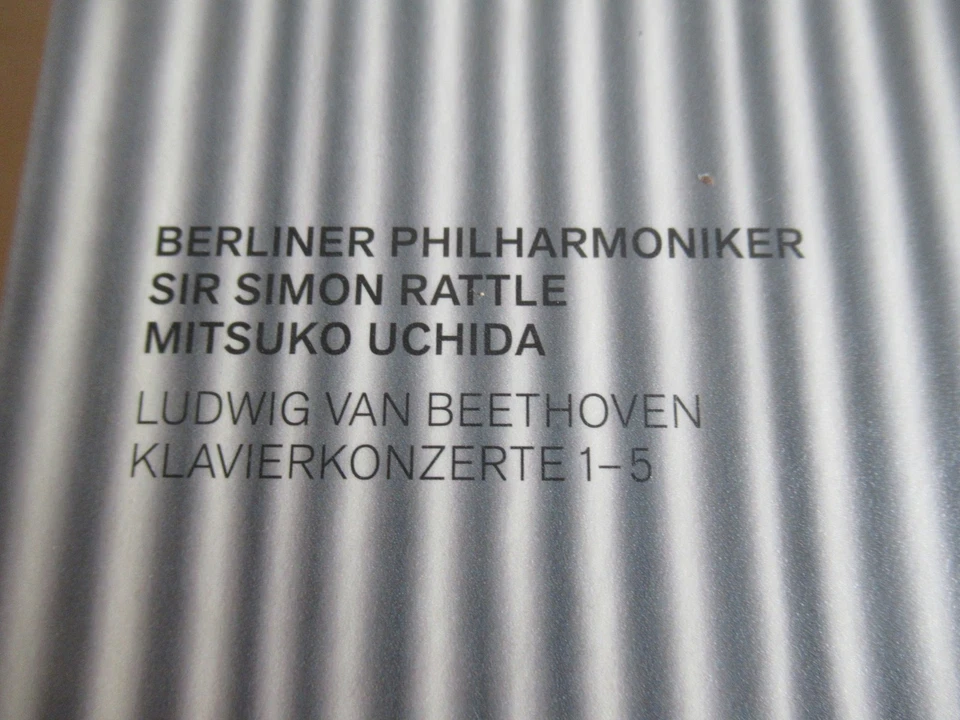 BERLINER PHILHARMONIKER
SIR SIMON RATTLE
MITSUKO UCHIDA
LUDWIG VAN BEETHOVEN
KLAVIERKONZERTE 1–5